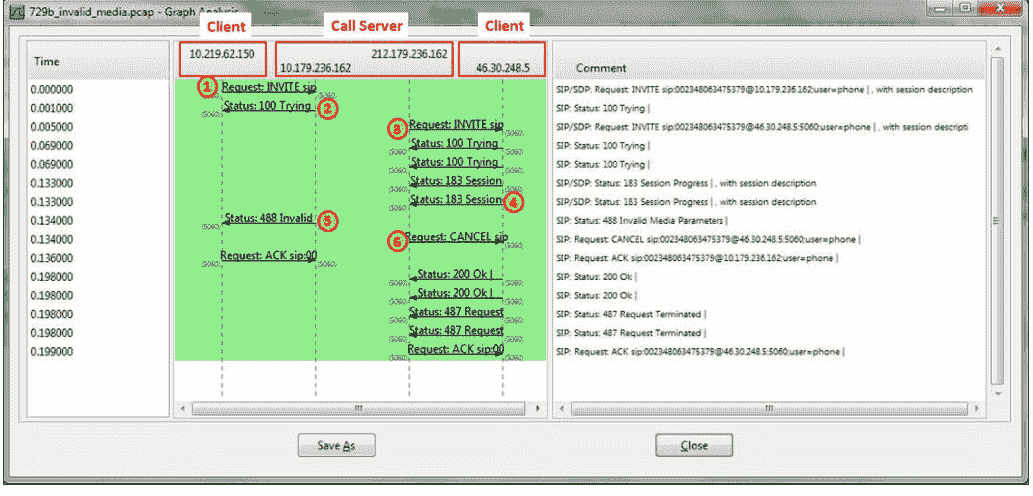 729b_invalid_media.pcap - Graph Analysis
Client Call Server Client
Time
10.219.62.150
10.179.236.162
212.179.236.162
46.30.248.5
Comment
0.000000 1 Request: INVITE sip SIP/SDP: Request: INVITE sip:002348063475379@10.179.236.162;user=phone | , with session description
0.001000 Status: 100 Trying 2 SIP: Status: 100 Trying |
0.005000 3 Request: INVITE sip SIP/SDP: Request: INVITE sip:002348063475379@46.30.248.5:5060;user=phone | , with session descripti
0.069000 Status: 100 Trying SIP: Status: 100 Trying |
0.069000 Status: 100 Trying SIP: Status: 100 Trying |
0.133000 Status: 183 Session SIP/SDP: Status: 183 Session Progress | , with session description
0.133000 Status: 183 Session 4 SIP/SDP: Status: 183 Session Progress | , with session description
0.134000 Status: 488 Invalid 5 SIP: Status: 488 Invalid Media Parameters |
0.134000 6 Request: CANCEL sip SIP: Request: CANCEL sip:002348063475379@46.30.248.5:5060;user=phone |
0.136000 Request: ACK sip:00 SIP: Request: ACK sip:002348063475379@10.179.236.162;user=phone |
0.198000 Status: 200 Ok | SIP: Status: 200 Ok |
0.198000 Status: 200 Ok | SIP: Status: 200 Ok |
0.198000 Status: 487 Request SIP: Status: 487 Request Terminated |
0.198000 Status: 487 Request SIP: Status: 487 Request Terminated |
0.199000 Request: ACK sip:00 SIP: Request: ACK sip:002348063475379@46.30.248.5:5060;user=phone |
Save As
Close